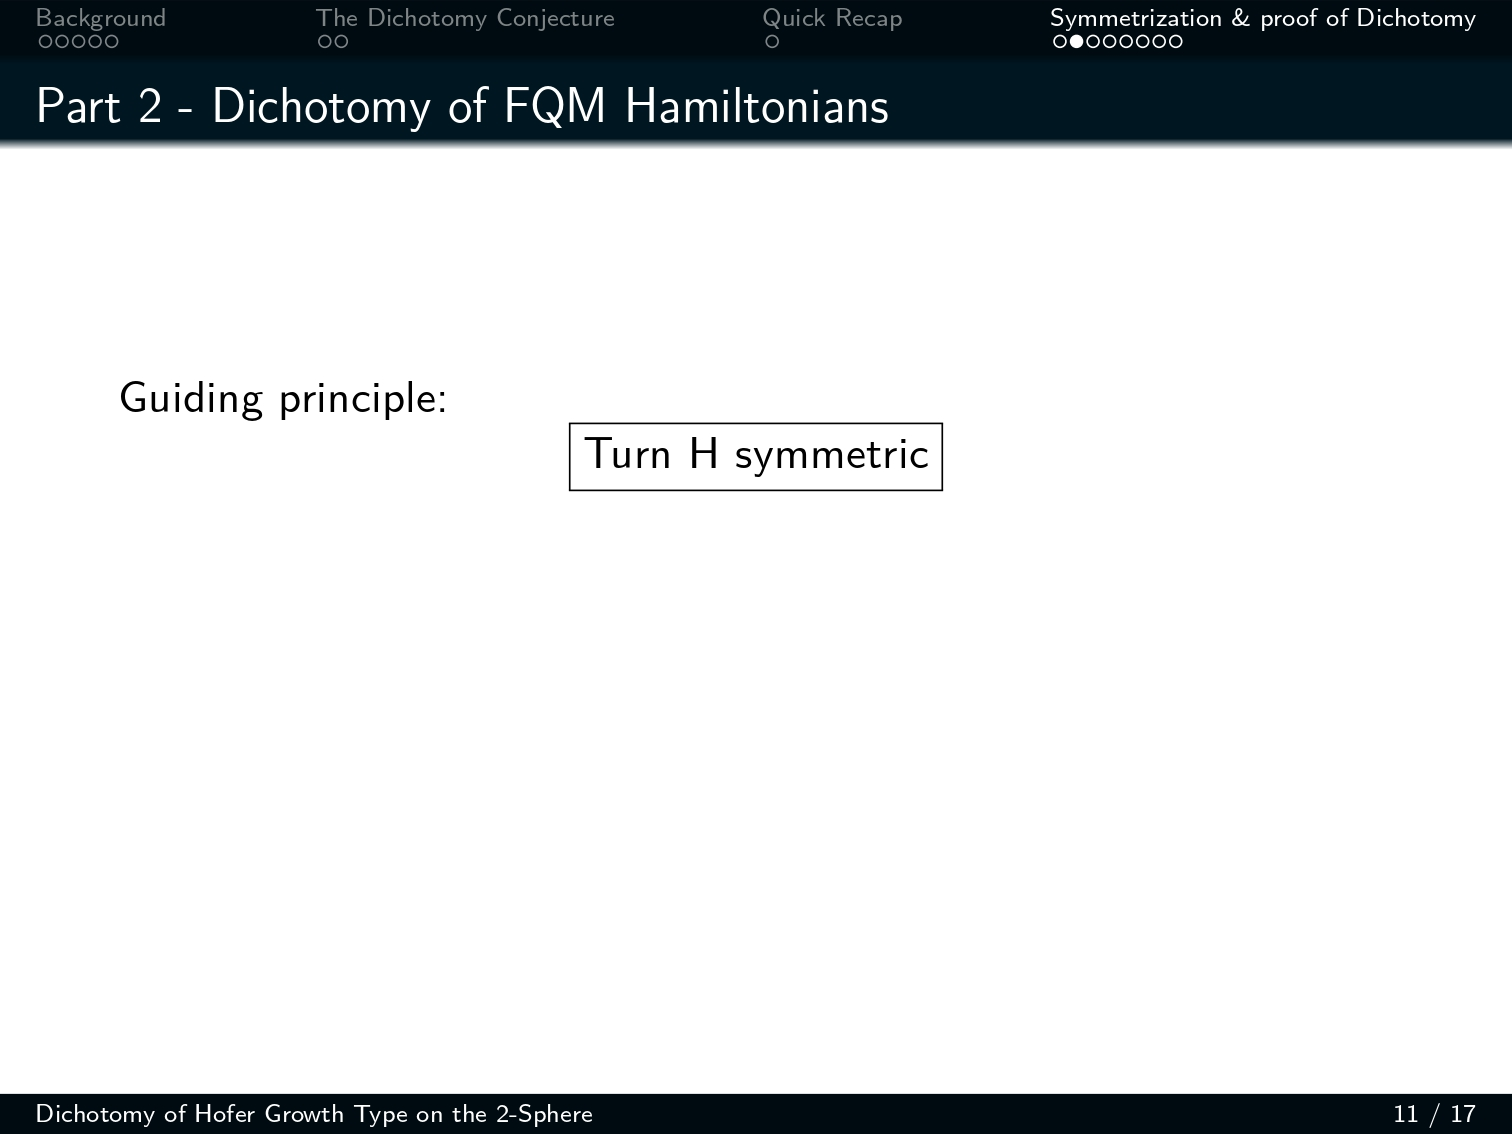 Background The Dichotomy Conjecture Quick Recap Symmetrization & proof of Dichotomy
Part 2 - Dichotomy of FQM Hamiltonians
Guiding principle:
Turn H symmetric
Dichotomy of Hofer Growth Type on the 2-Sphere 11 / 17